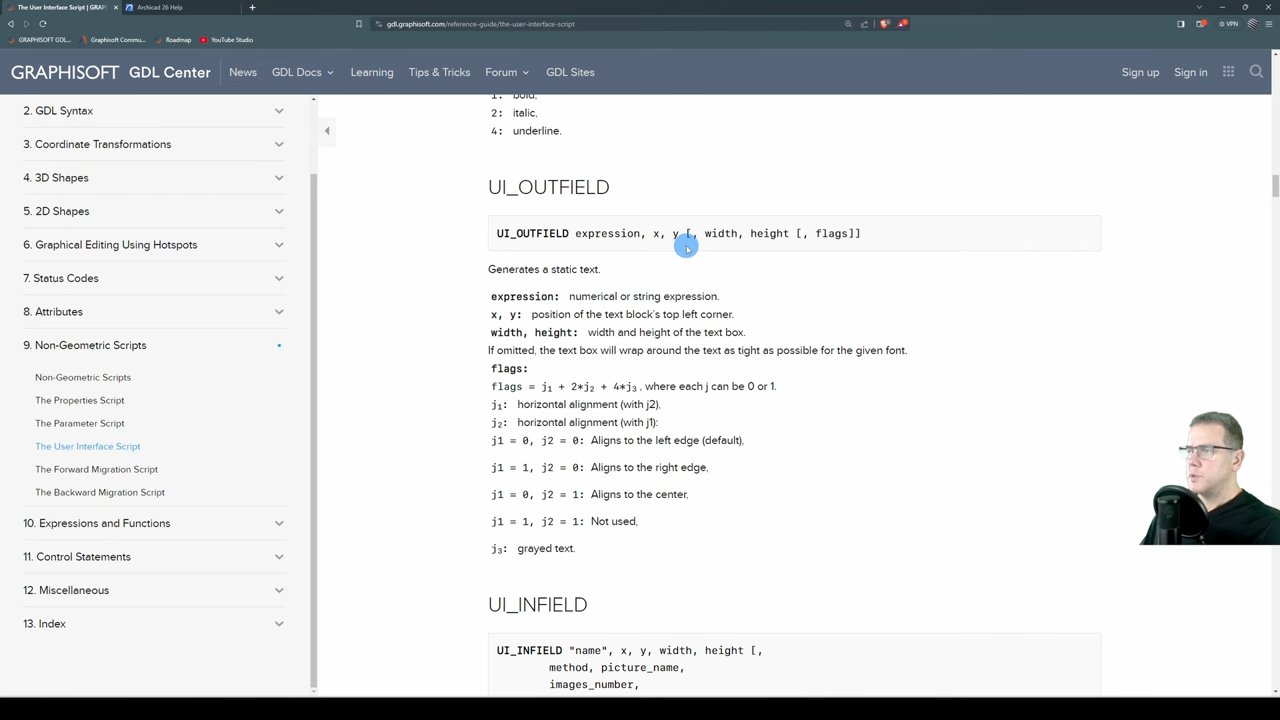 The User Interface Script | GRAPH
Archicad 26 Help
gdl.graphisoft.com/reference-guide/the-user-interface-script
VPN
GRAPHISOFT GDL...
Graphisoft Commu...
Roadmap
YouTube Studio
GRAPHISOFT GDL Center
News
GDL Docs
Learning
Tips & Tricks
Forum
GDL Sites
Sign up
Sign in
2. GDL Syntax
3. Coordinate Transformations
4. 3D Shapes
5. 2D Shapes
6. Graphical Editing Using Hotspots
7. Status Codes
8. Attributes
9. Non-Geometric Scripts
Non-Geometric Scripts
The Properties Script
The Parameter Script
The User Interface Script
The Forward Migration Script
The Backward Migration Script
10. Expressions and Functions
11. Control Statements
12. Miscellaneous
13. Index
1: bold,
2: italic,
4: underline.
UI_OUTFIELD
UI_OUTFIELD expression, x, y [, width, height [, flags]]
Generates a static text.
expression: numerical or string expression.
x, y: position of the text block's top left corner.
width, height: width and height of the text box.
If omitted, the text box will wrap around the text as tight as possible for the given font.
flags:
flags = j1 + 2*j2 + 4*j3, where each j can be 0 or 1.
j1: horizontal alignment (with j2),
j2: horizontal alignment (with j1):
j1 = 0, j2 = 0: Aligns to the left edge (default),
j1 = 1, j2 = 0: Aligns to the right edge,
j1 = 0, j2 = 1: Aligns to the center,
j1 = 1, j2 = 1: Not used,
j3: grayed text.
UI_INFIELD
UI_INFIELD "name", x, y, width, height [,
method, picture_name,
images_number,